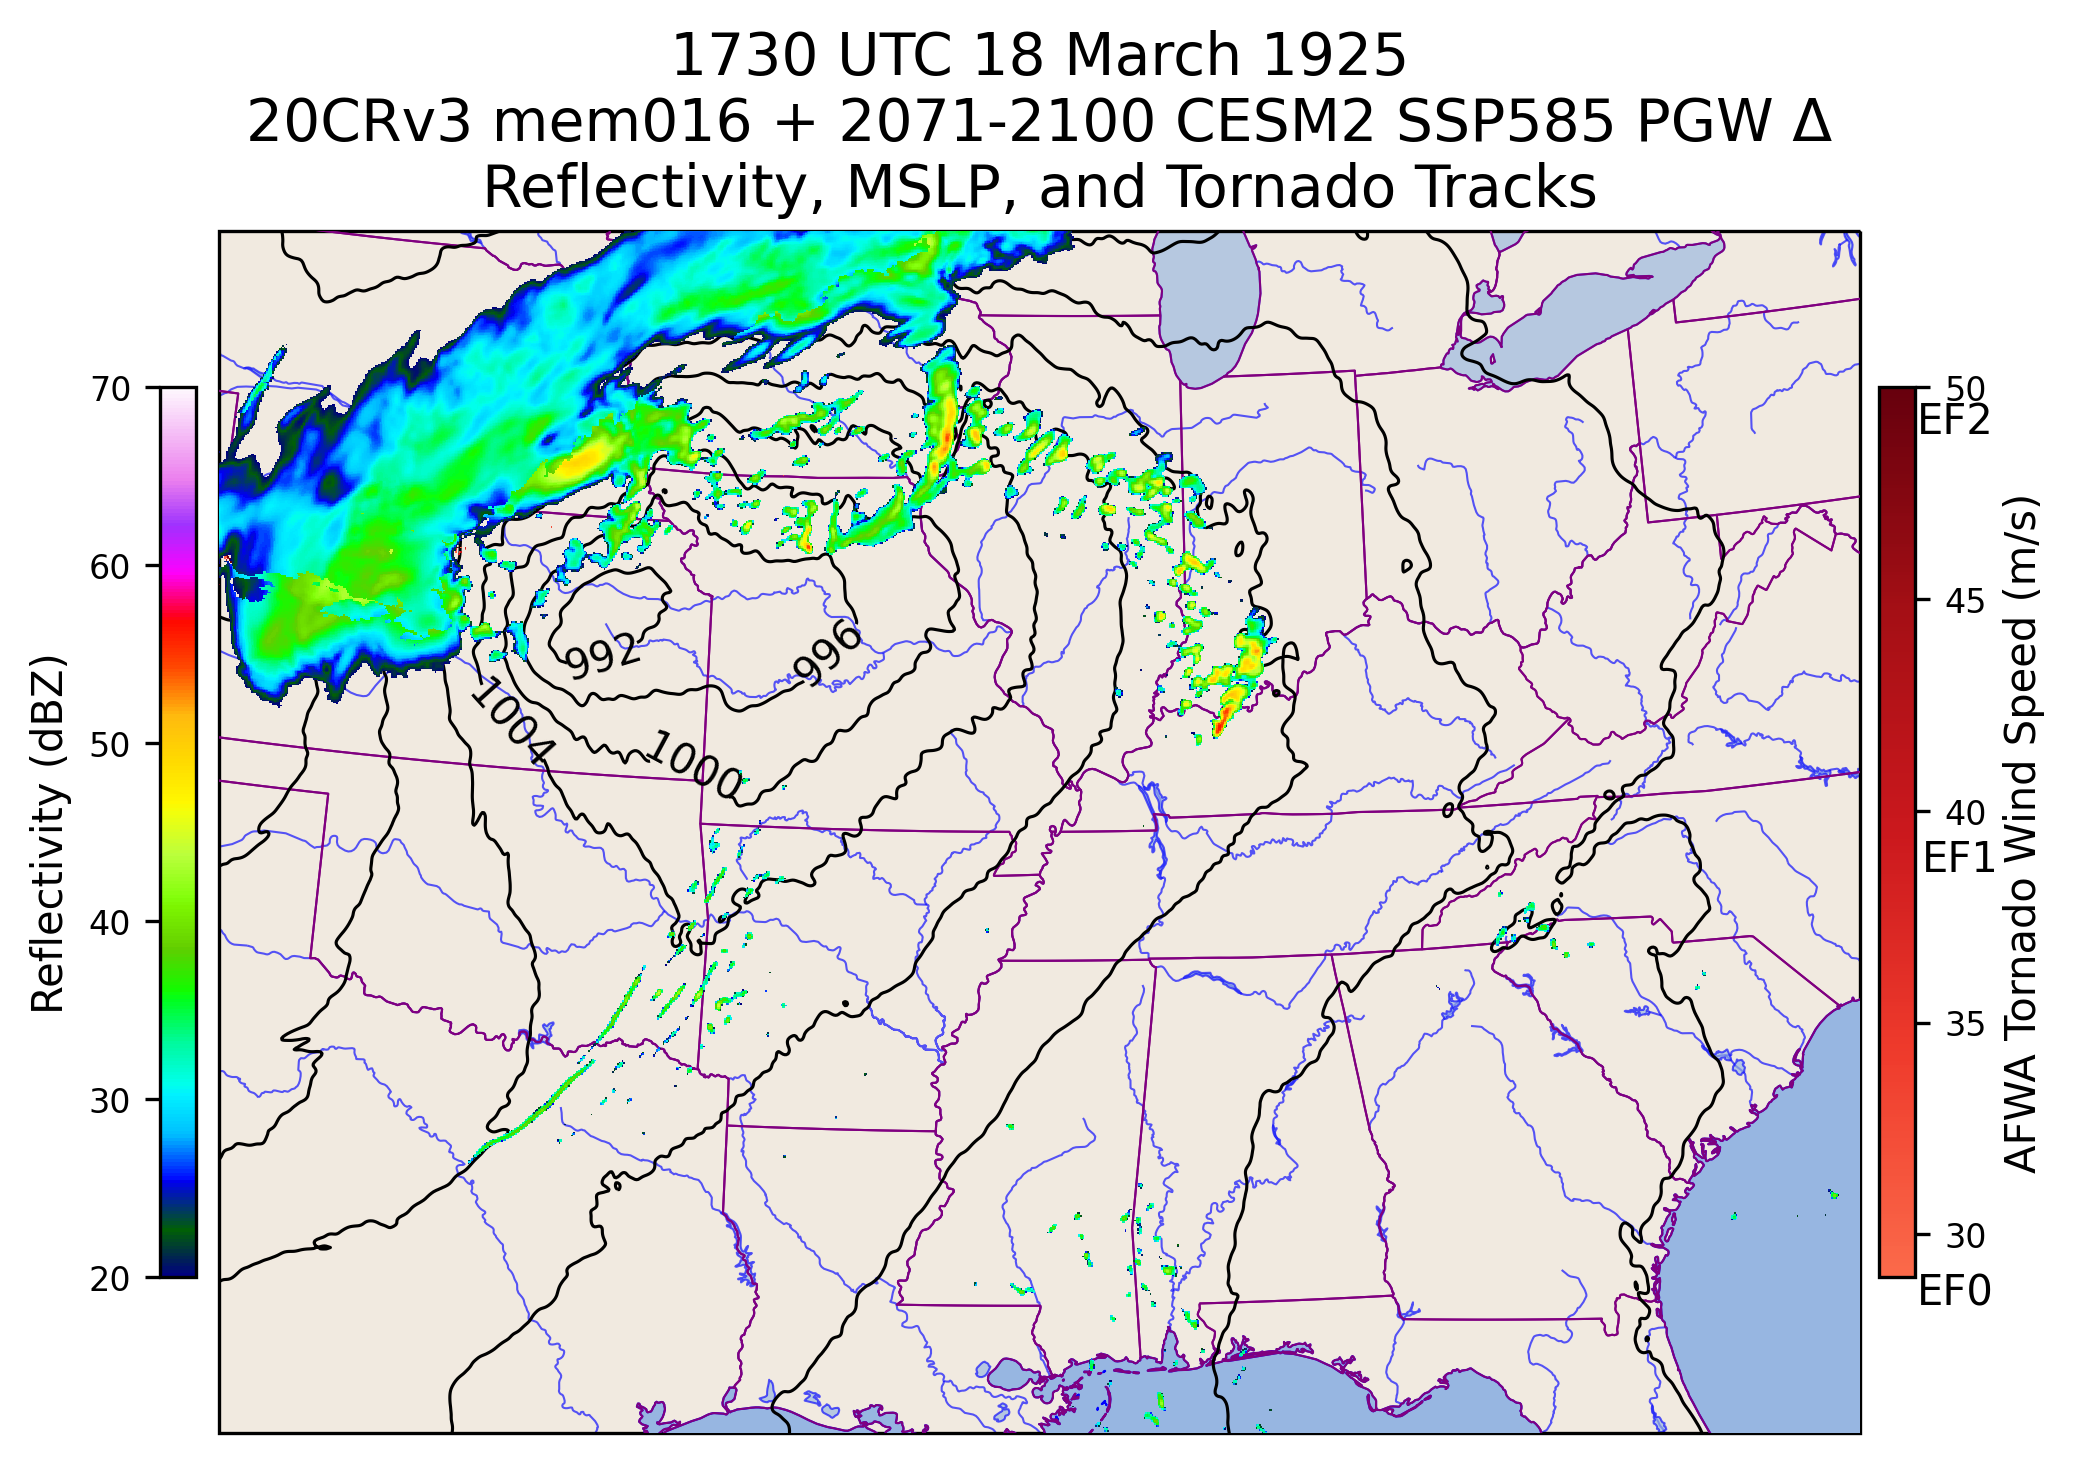 1730 UTC 18 March 1925
20CRv3 mem016 + 2071-2100 CESM2 SSP585 PGW Δ
Reflectivity, MSLP, and Tornado Tracks
70
60
50
40
30
20
Reflectivity (dBZ)
992
996
1004
1000
50
EF2
45
40
EF1
35
30
EF0
AFWA Tornado Wind Speed (m/s)